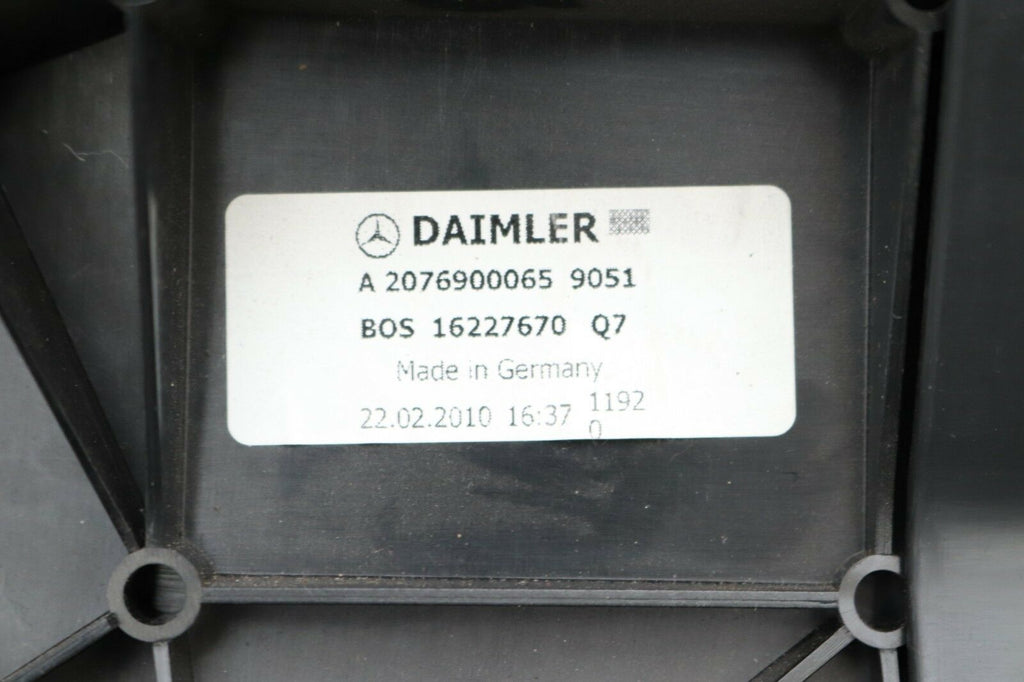 DAIMLER
A 2076900065 9051
BOS 16227670 Q7
Made in Germany
22.02.2010 16:37 1192
0